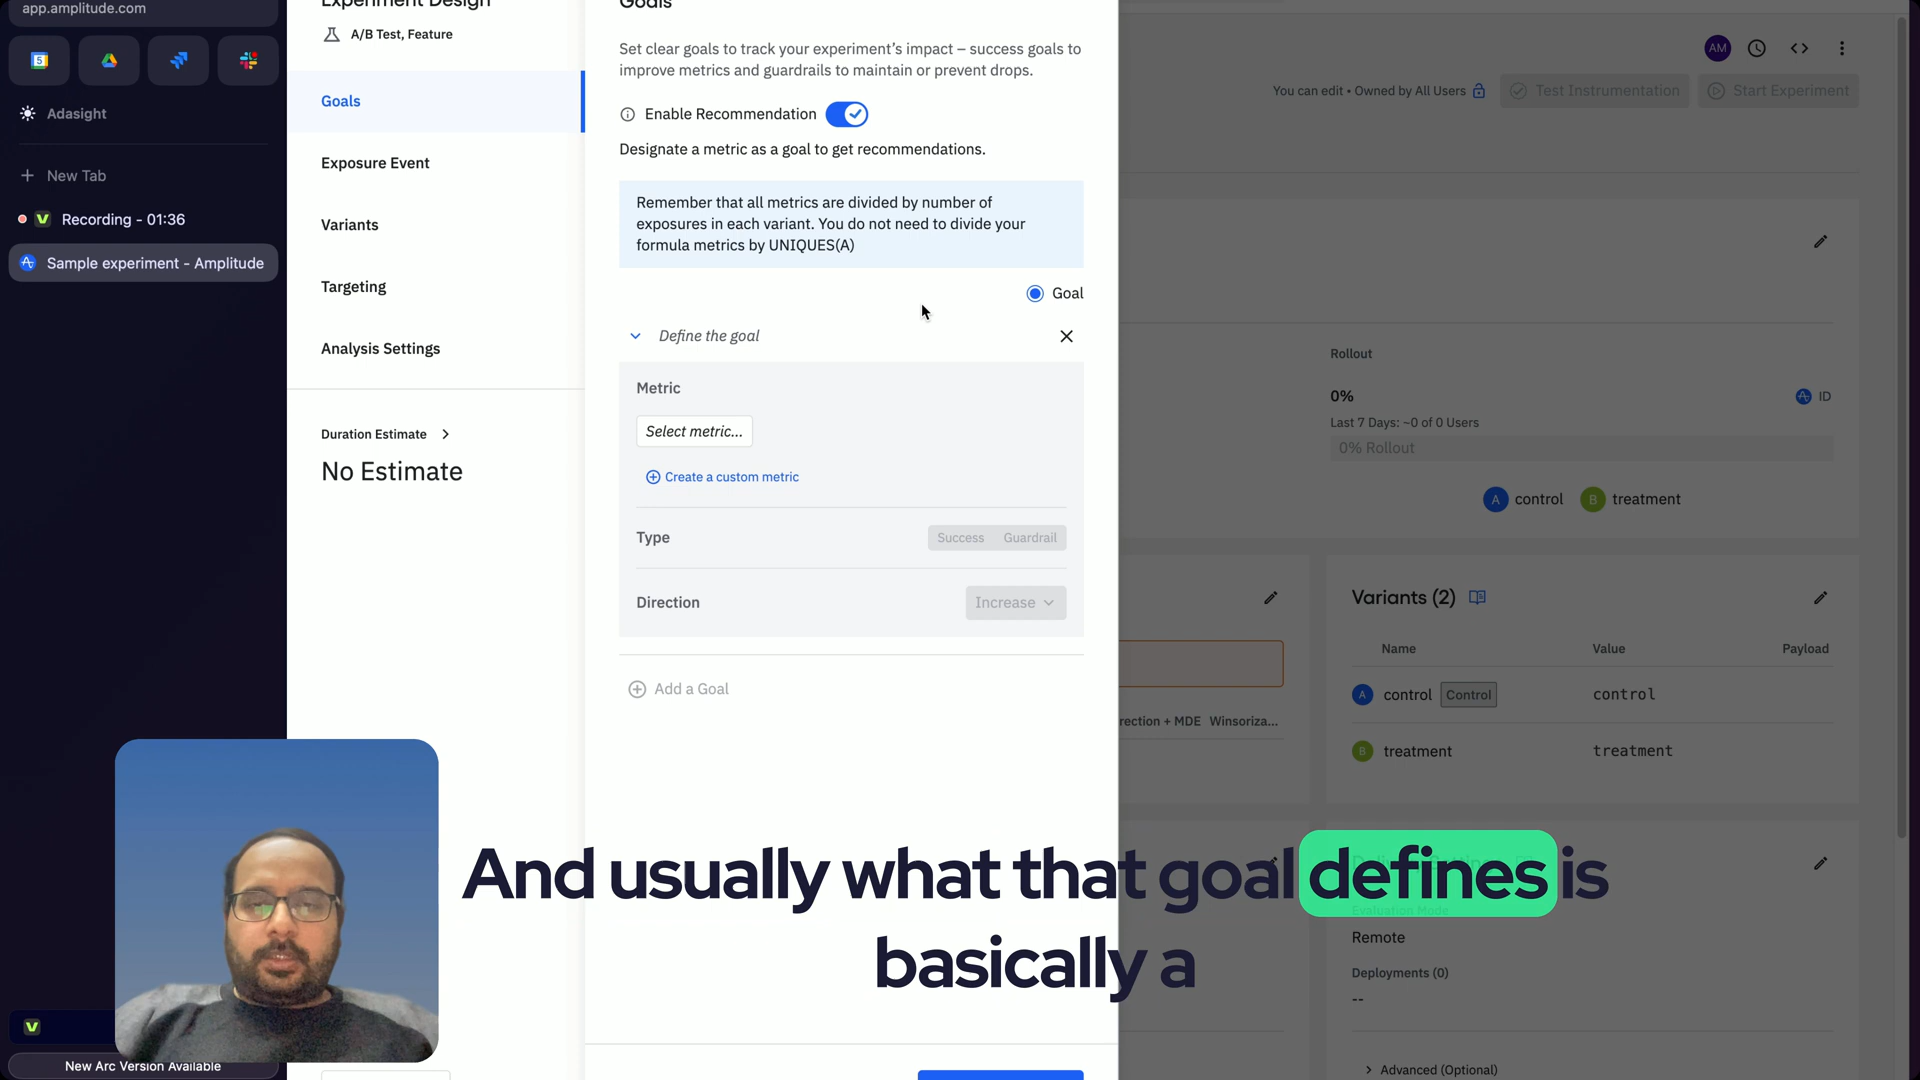 app.amplitude.com
5
Adasight
New Tab
Recording - 01:36
Sample experiment - Amplitude
New Arc Version Available
Experiment Design
A/B Test, Feature
Goals
Exposure Event
Variants
Targeting
Analysis Settings
Duration Estimate
No Estimate
Goals
Set clear goals to track your experiment's impact – success goals to
improve metrics and guardrails to maintain or prevent drops.
Enable Recommendation
Designate a metric as a goal to get recommendations.
Remember that all metrics are divided by number of
exposures in each variant. You do not need to divide your
formula metrics by UNIQUES(A)
Goal
Define the goal
Metric
Select metric...
Create a custom metric
Type
Success Guardrail
Direction
Increase
Add a Goal
AM
You can edit • Owned by All Users
Test Instrumentation
Start Experiment
Rollout
0%
ID
Last 7 Days: ~0 of 0 Users
0% Rollout
A control B treatment
rection + MDE Winsoriza...
Variants (2)
Name Value Payload
A control Control control
B treatment treatment
Evaluation Mode
Remote
Deployments (0)
--
Advanced (Optional)
And usually what that goal defines is
basically a